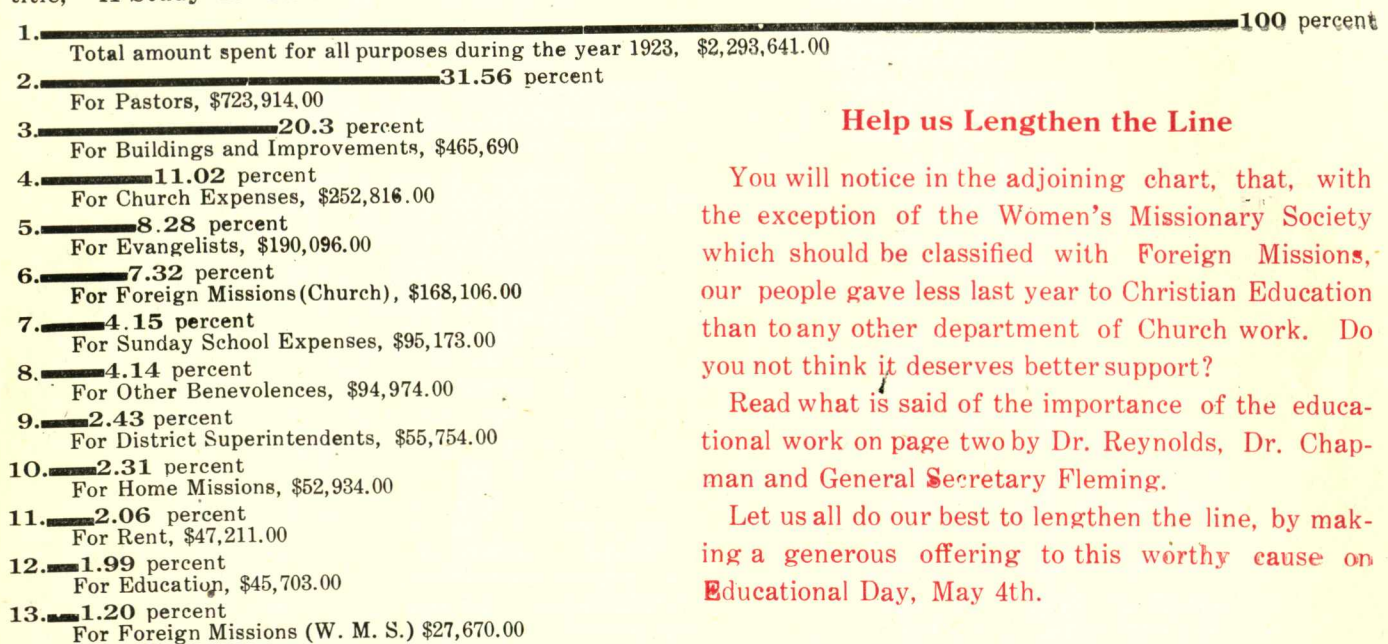 1. 100 percent
Total amount spent for all purposes during the year 1923, $2,293,641.00
2. 31.56 percent
For Pastors, $723,914.00
3. 20.3 percent
For Buildings and Improvements, $465,690
4. 11.02 percent
For Church Expenses, $252,816.00
5. 8.28 percent
For Evangelists, $190,096.00
6. 7.32 percent
For Foreign Missions (Church), $168,106.00
7. 4.15 percent
For Sunday School Expenses, $95,173.00
8. 4.14 percent
For Other Benevolences, $94,974.00
9. 2.43 percent
For District Superintendents, $55,754.00
10. 2.31 percent
For Home Missions, $52,934.00
11. 2.06 percent
For Rent, $47,211.00
12. 1.99 percent
For Education, $45,703.00
13. 1.20 percent
For Foreign Missions (W. M. S.) $27,670.00
Help us Lengthen the Line
You will notice in the adjoining chart, that, with
the exception of the Women's Missionary Society
which should be classified with Foreign Missions,
our people gave less last year to Christian Education
than to any other department of Church work. Do
you not think it deserves better support?
Read what is said of the importance of the educa-
tional work on page two by Dr. Reynolds, Dr. Chap-
man and General Secretary Fleming.
Let us all do our best to lengthen the line, by mak-
ing a generous offering to this worthy cause on
Educational Day, May 4th.